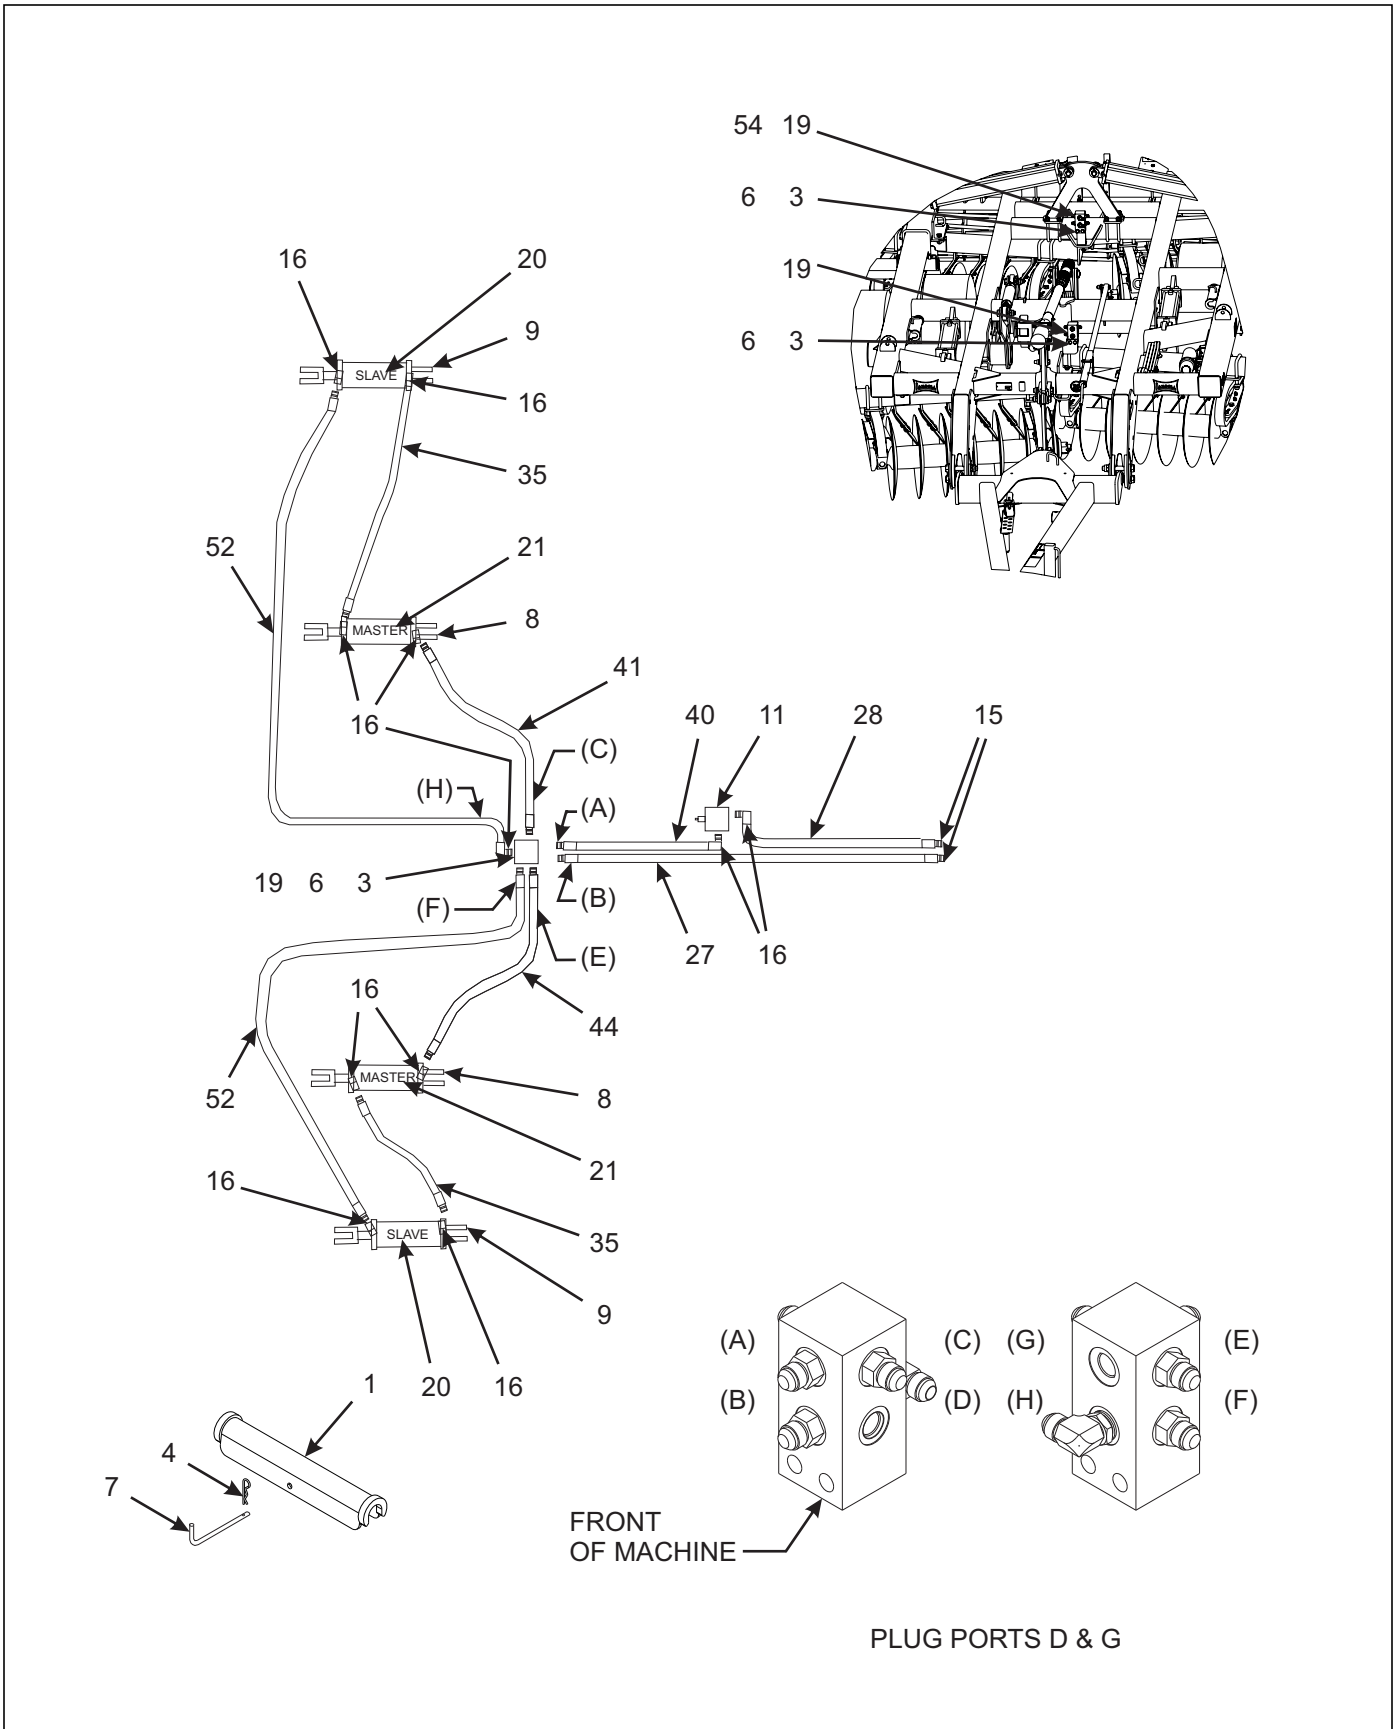 54 19
6 3
19
6 3
16 20
9
SLAVE
16
35
52 21
8
MASTER
41
16 40 11 28 15
(C)
(H) (A)
19 6 3
(F) (B)
(E) 27 16
16
44
MASTER
52 8
21
16
SLAVE 35
9
(A) (C) (G) (E)
1 20 16
(B) (D) (H) (F)
4
7
FRONT
OF MACHINE
PLUG PORTS D & G